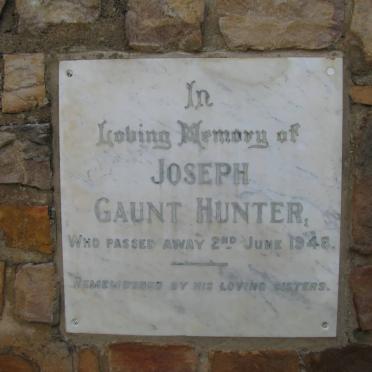 In
Loving Memory of
JOSEPH
GAUNT HUNTER,
WHO PASSED AWAY 2ND JUNE 1948.
REMEMBERED BY HIS LOVING SISTERS.